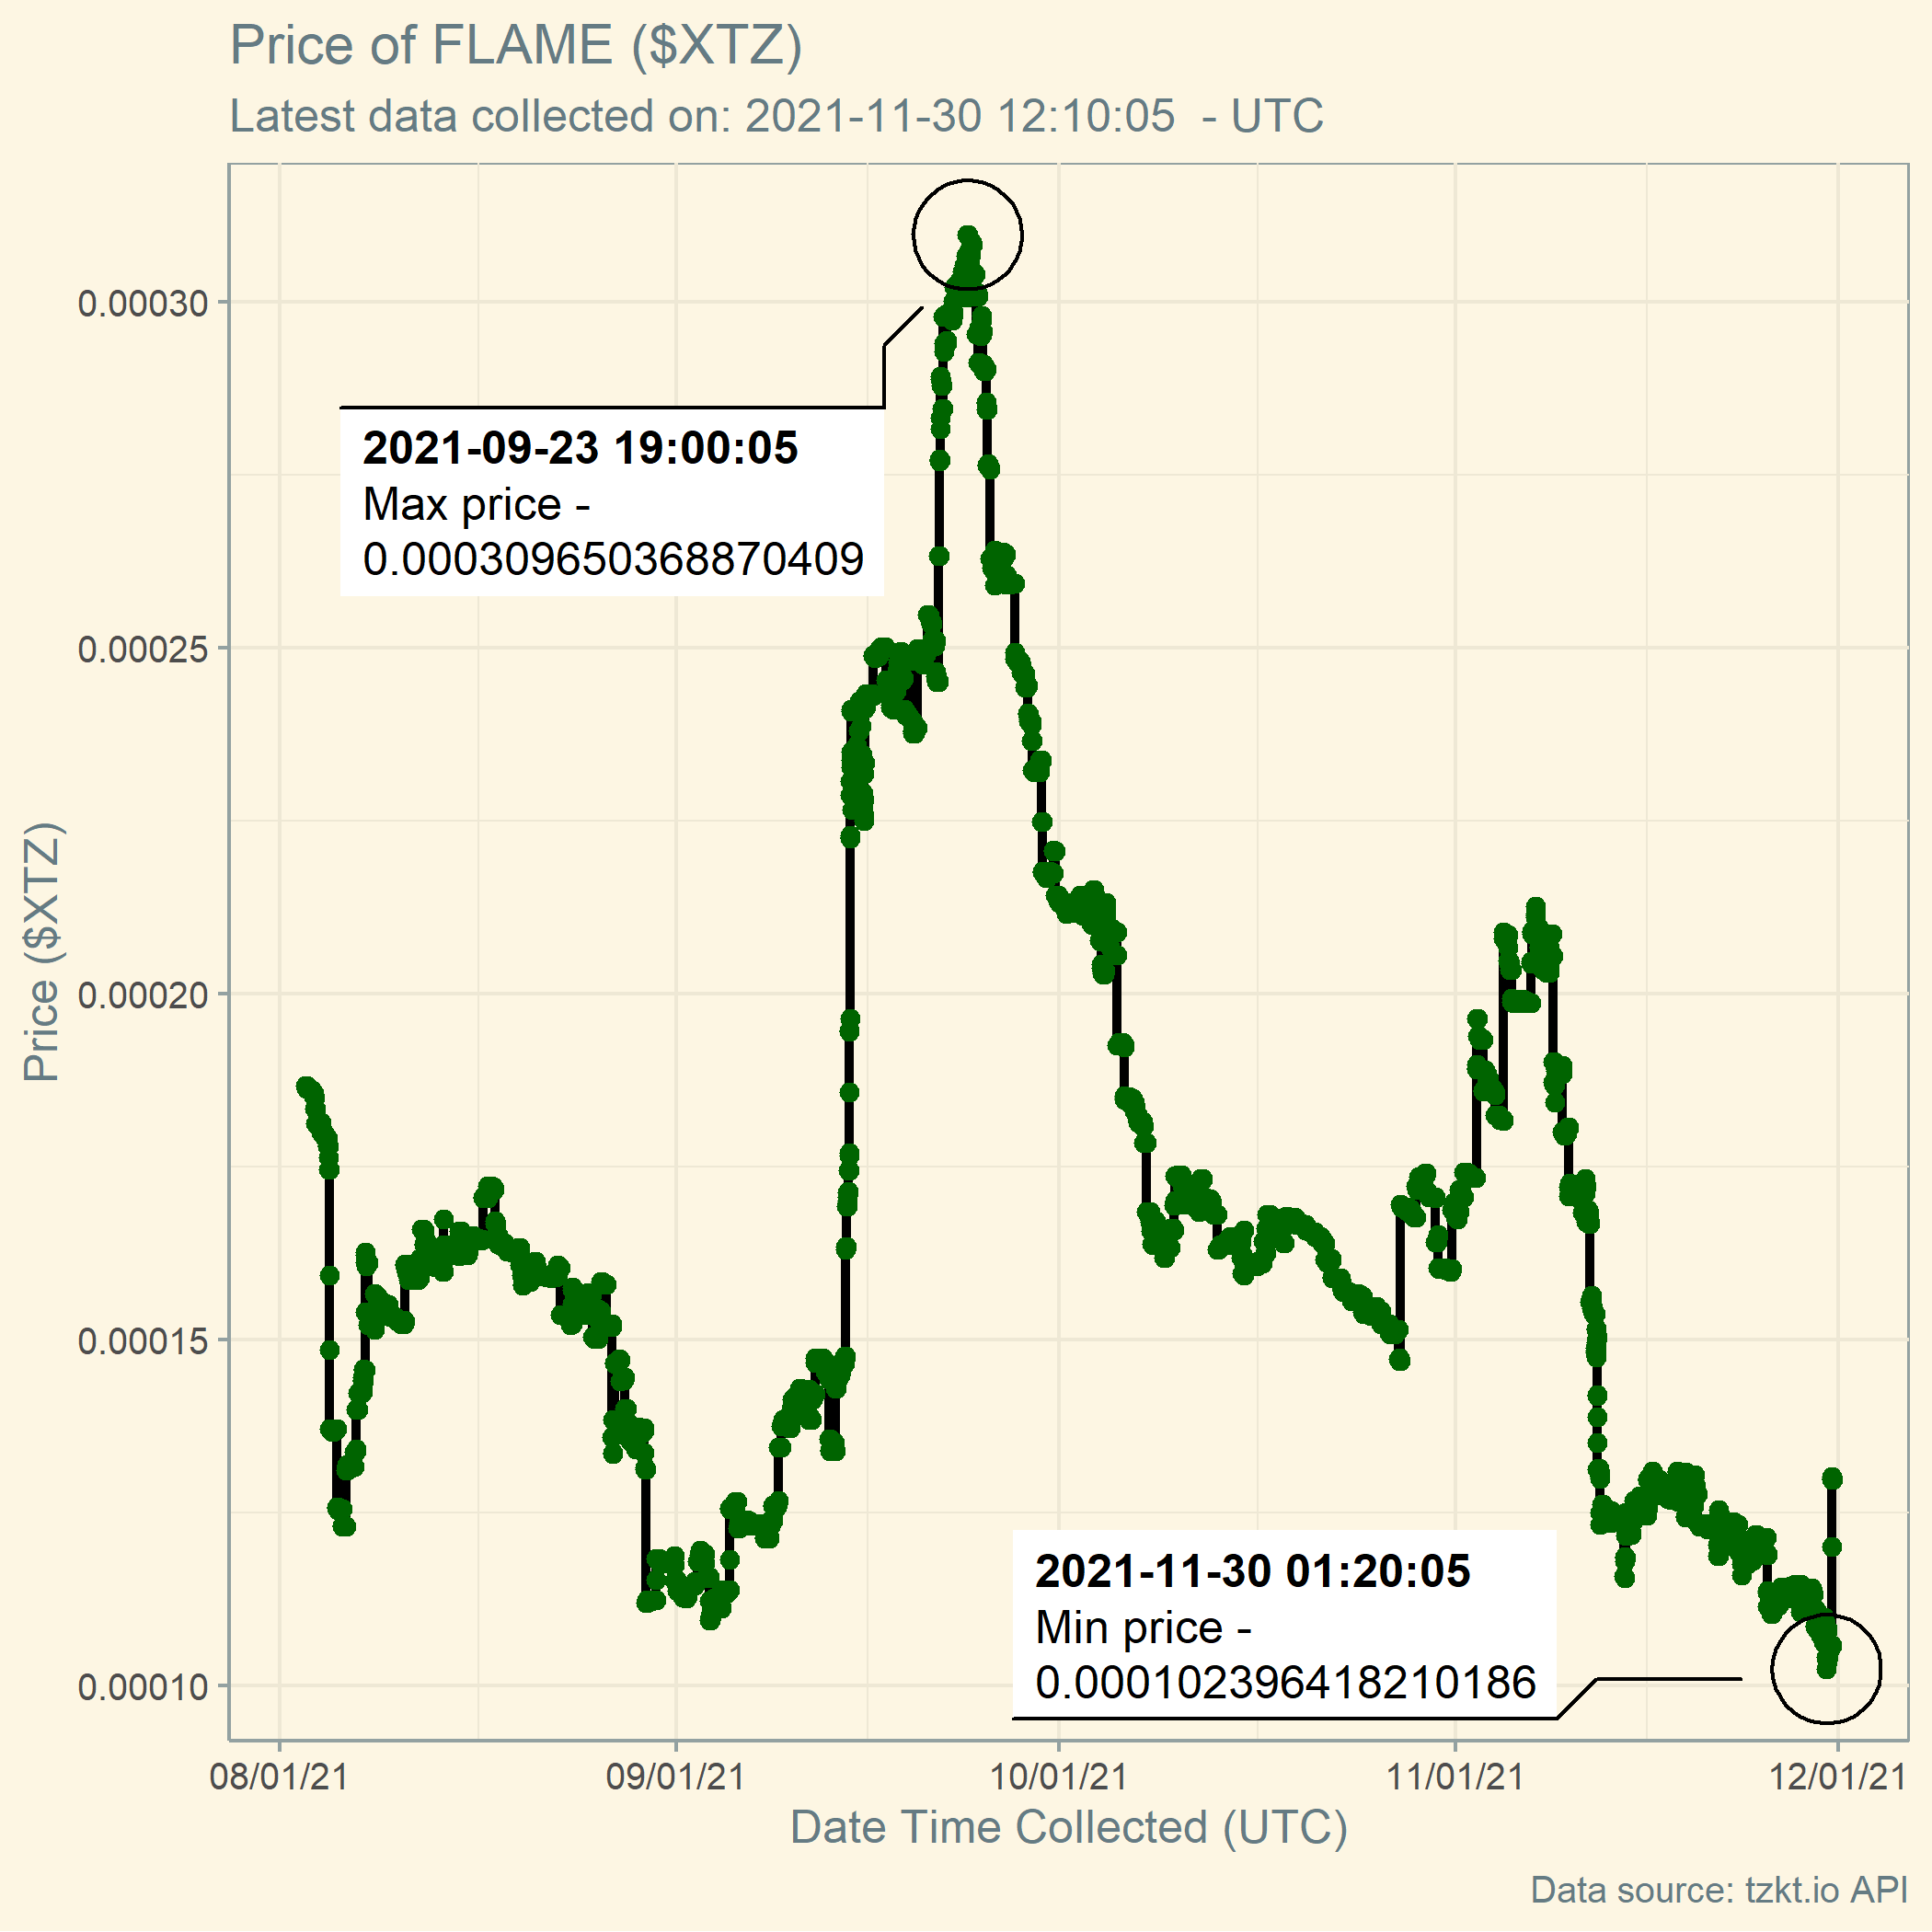 Price of FLAME ($XTZ)
Latest data collected on: 2021-11-30 12:10:05  - UTC
0.00030
2021-09-23 19:00:05
Max price -
0.000309650368870409
0.00025
Price ($XTZ)
0.00020
0.00015
2021-11-30 01:20:05
Min price -
0.000102396418210186
0.00010
08/01/21 09/01/21 10/01/21 11/01/21 12/01/21
Date Time Collected (UTC)
Data source: tzkt.io API